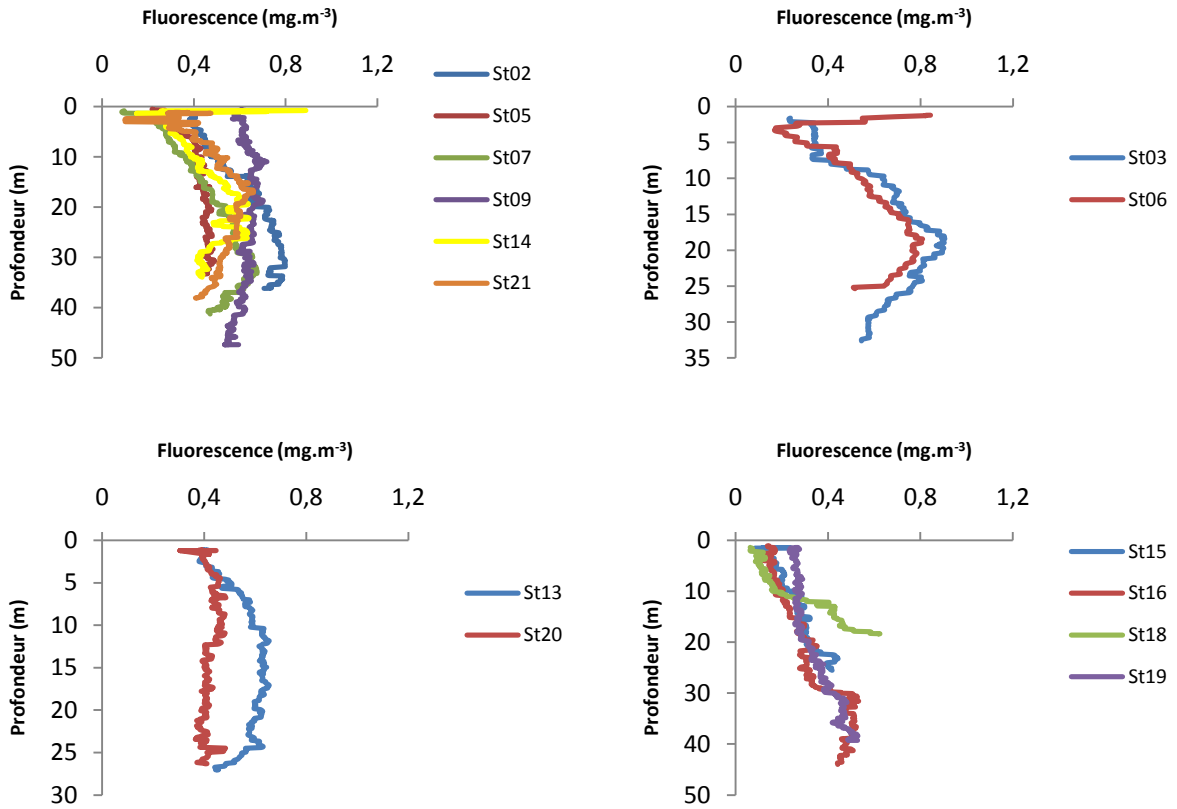 Fluorescence (mg.m⁻³)
0 0,4 0,8 1,2
Profondeur (m)
0
10
20
30
40
50
St02
St05
St07
St09
St14
St21
Fluorescence (mg.m⁻³)
0 0,4 0,8 1,2
Profondeur (m)
0
5
10
15
20
25
30
35
St03
St06
Fluorescence (mg.m⁻³)
0 0,4 0,8 1,2
Profondeur (m)
0
5
10
15
20
25
30
St13
St20
Fluorescence (mg.m⁻³)
0 0,4 0,8 1,2
Profondeur (m)
0
10
20
30
40
50
St15
St16
St18
St19